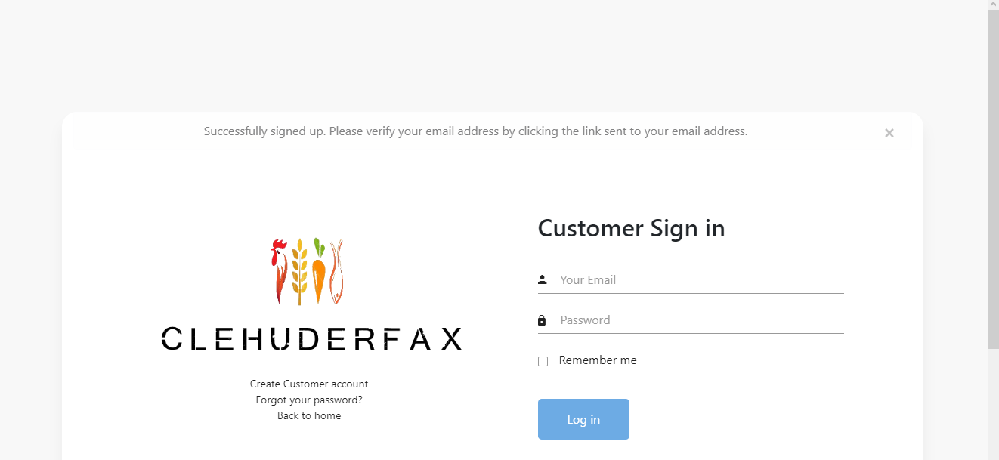 Successfully signed up. Please verify your email address by clicking the link sent to your email address.
×
CLEHUDERFAX
Create Customer account
Forgot your password?
Back to home
Customer Sign in
Your Email
Password
Remember me
Log in